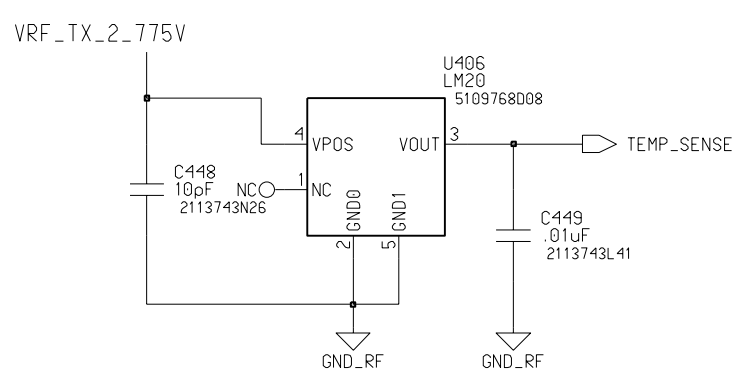 VRF_TX_2_775V
U406
LM20
5109768D08
4
VPOS
VOUT
3
TEMP_SENSE
C448
10pF
2113743N26
NC
1
NC
GND0
GND1
2
5
C449
.01uF
2113743L41
GND_RF
GND_RF